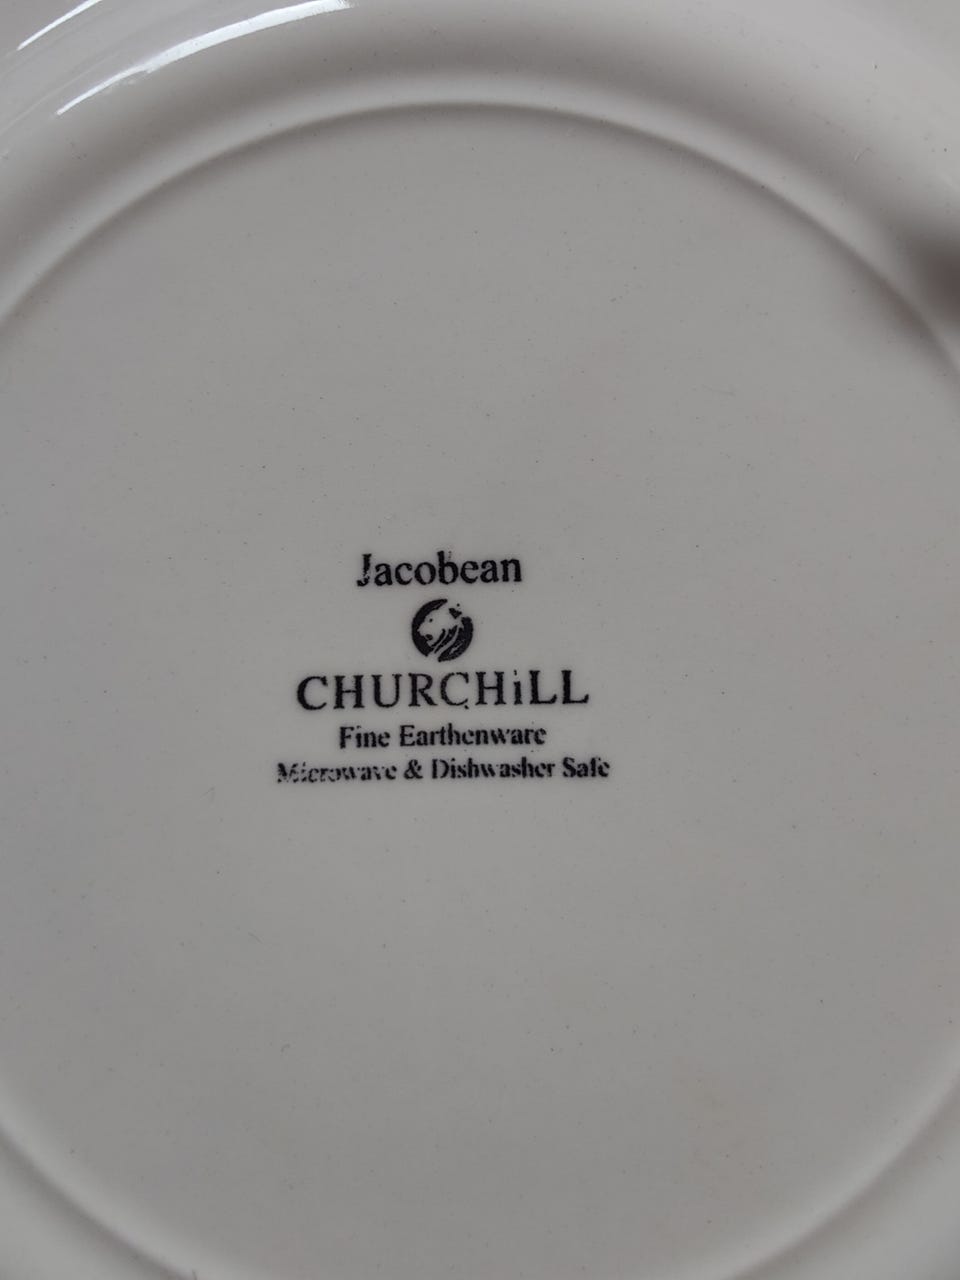 Jacobean
CHURCHiLL
Fine Earthenware
Microwave & Dishwasher Safe